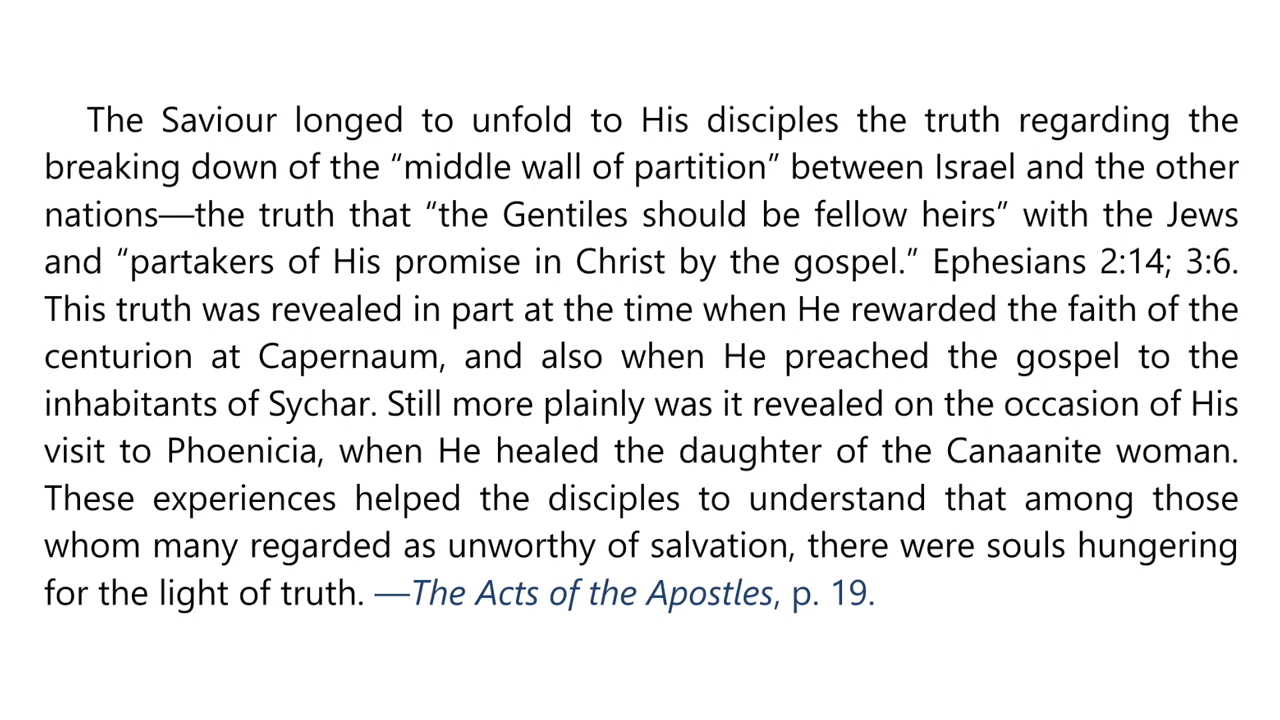 The Saviour longed to unfold to His disciples the truth regarding the
breaking down of the “middle wall of partition” between Israel and the other
nations—the truth that “the Gentiles should be fellow heirs” with the Jews
and “partakers of His promise in Christ by the gospel.” Ephesians 2:14; 3:6.
This truth was revealed in part at the time when He rewarded the faith of the
centurion at Capernaum, and also when He preached the gospel to the
inhabitants of Sychar. Still more plainly was it revealed on the occasion of His
visit to Phoenicia, when He healed the daughter of the Canaanite woman.
These experiences helped the disciples to understand that among those
whom many regarded as unworthy of salvation, there were souls hungering
for the light of truth. —The Acts of the Apostles, p. 19.